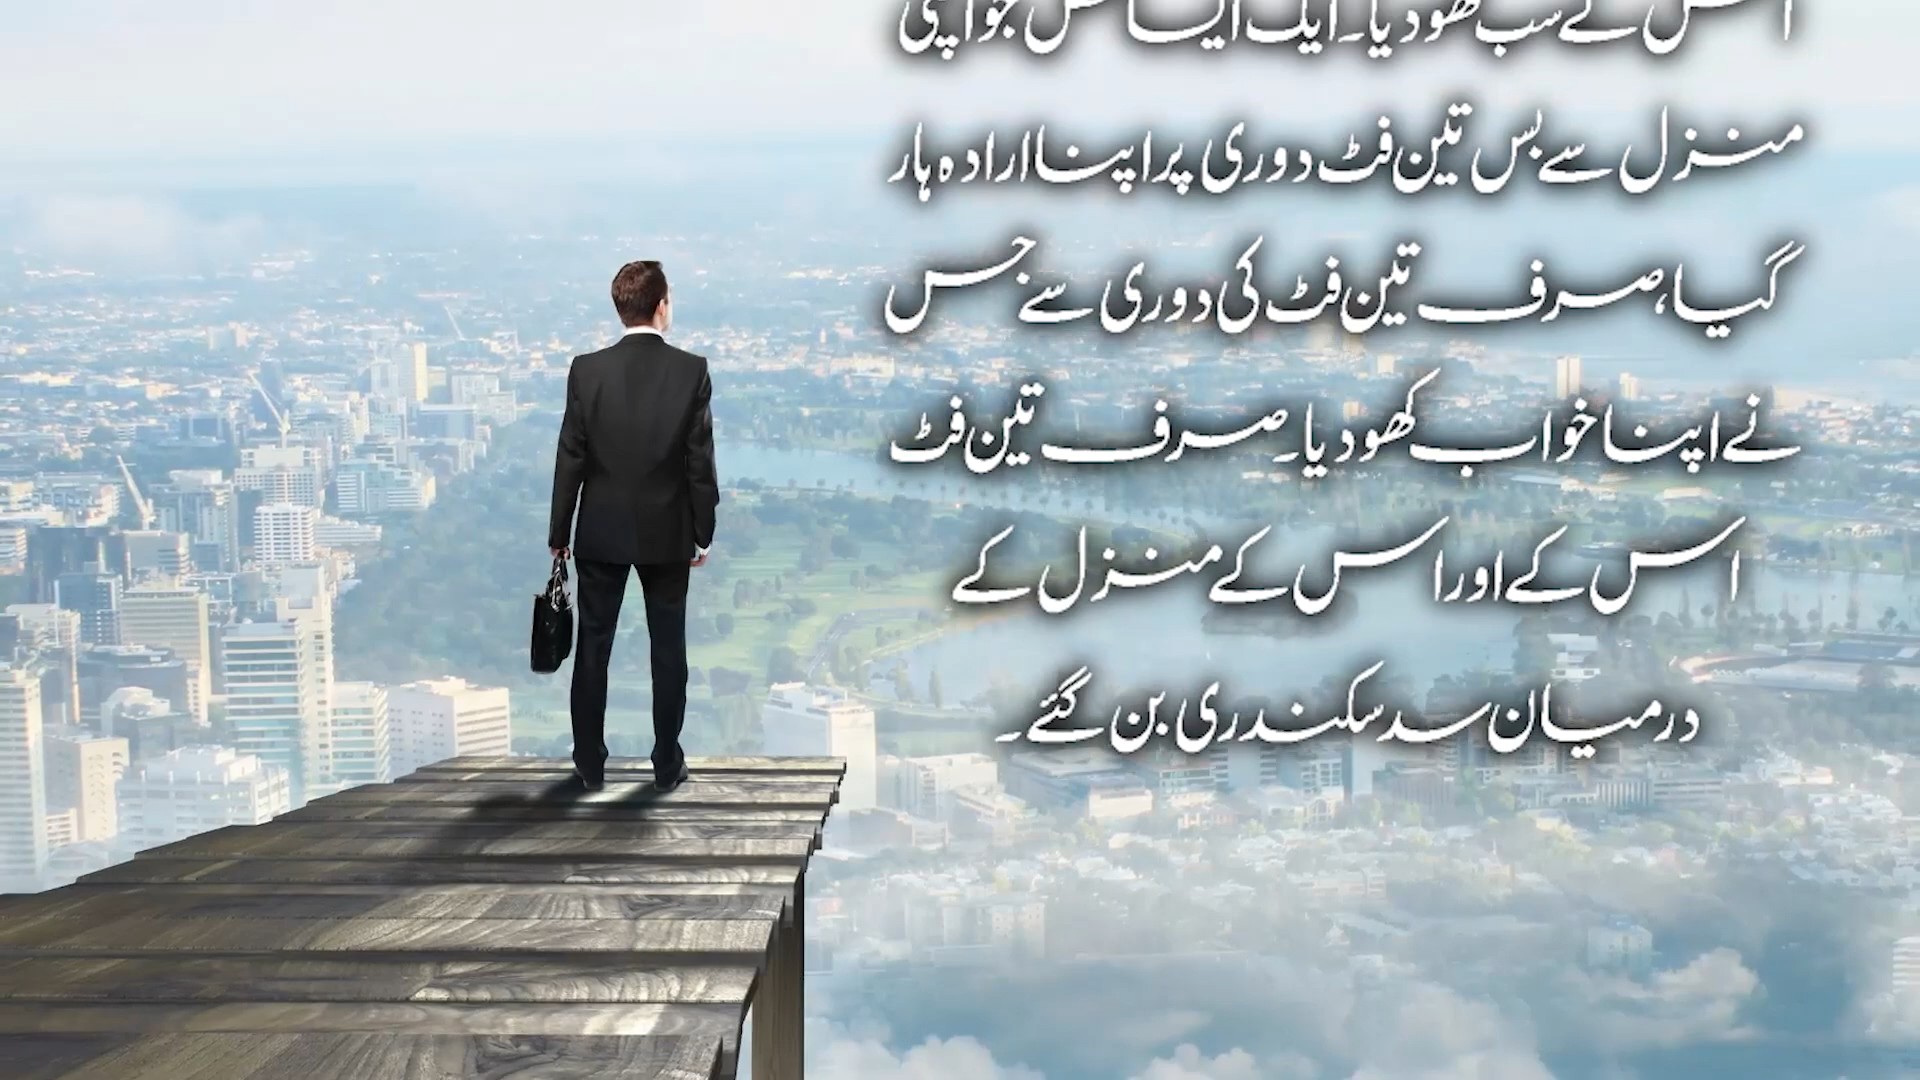 اس نے سب کھو دیا۔ ایک ایسا شخص جو اپنی
منزل سے بس تین فٹ دوری پر اپنا ارادہ ہار
گیا، صرف تین فٹ کی دوری سے جس
نے اپنا خواب کھو دیا۔ صرف تین فٹ
اس کے اور اس کے منزل کے
درمیان سد سکندری بن گئے۔